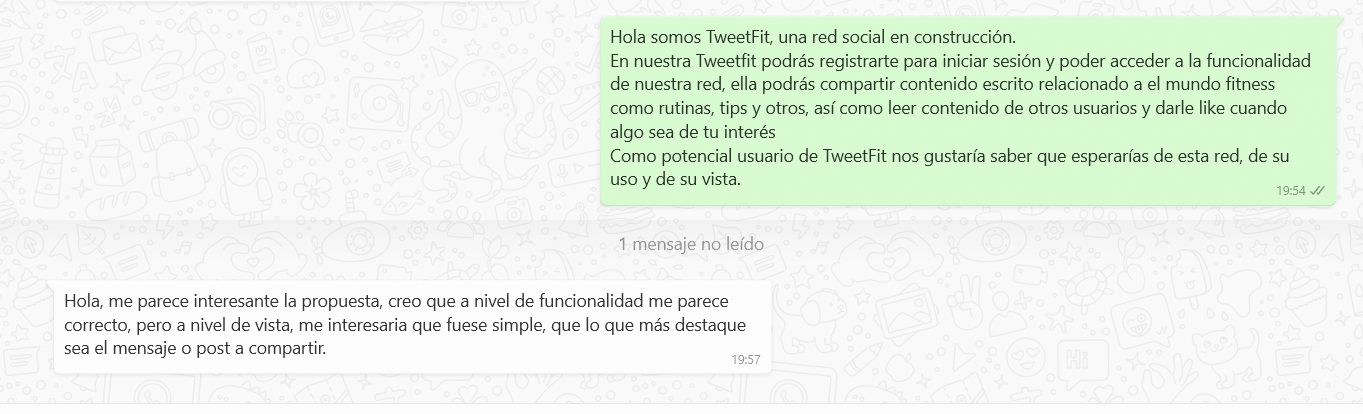 Hola somos TweetFit, una red social en construcción.
En nuestra Tweetfit podrás registrarte para iniciar sesión y poder acceder a la funcionalidad
de nuestra red, ella podrás compartir contenido escrito relacionado a el mundo fitness
como rutinas, tips y otros, así como leer contenido de otros usuarios y darle like cuando
algo sea de tu interés
Como potencial usuario de TweetFit nos gustaría saber que esperarías de esta red, de su
uso y de su vista.
19:54
1 mensaje no leído
Hola, me parece interesante la propuesta, creo que a nivel de funcionalidad me parece
correcto, pero a nivel de vista, me interesaria que fuese simple, que lo que más destaque
sea el mensaje o post a compartir.
19:57